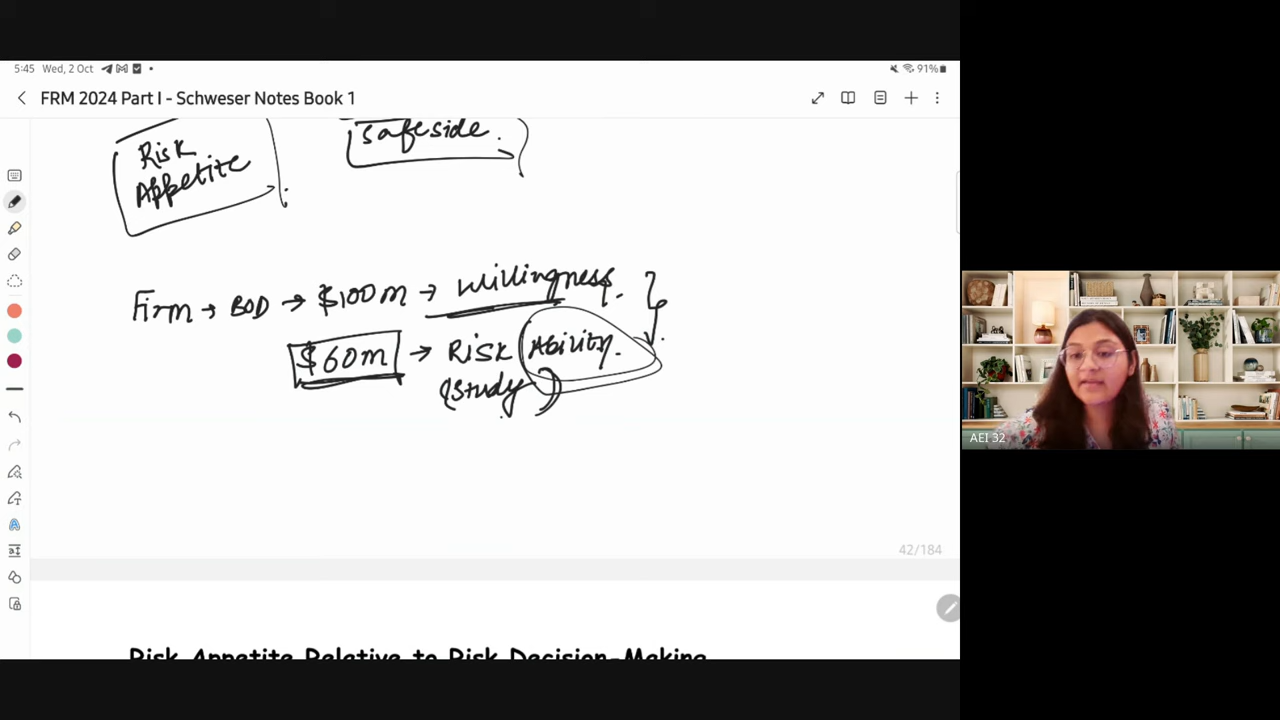 5:45 Wed, 2 Oct
91%
FRM 2024 Part I - Schweser Notes Book 1
Risk
Appetite
Safeside.
Firm → BOD → $100m → Willingness.
$60m → Risk Ability.
(Study)
42/184
Risk Appetite Relative to Risk Decision-Making
AEI 32